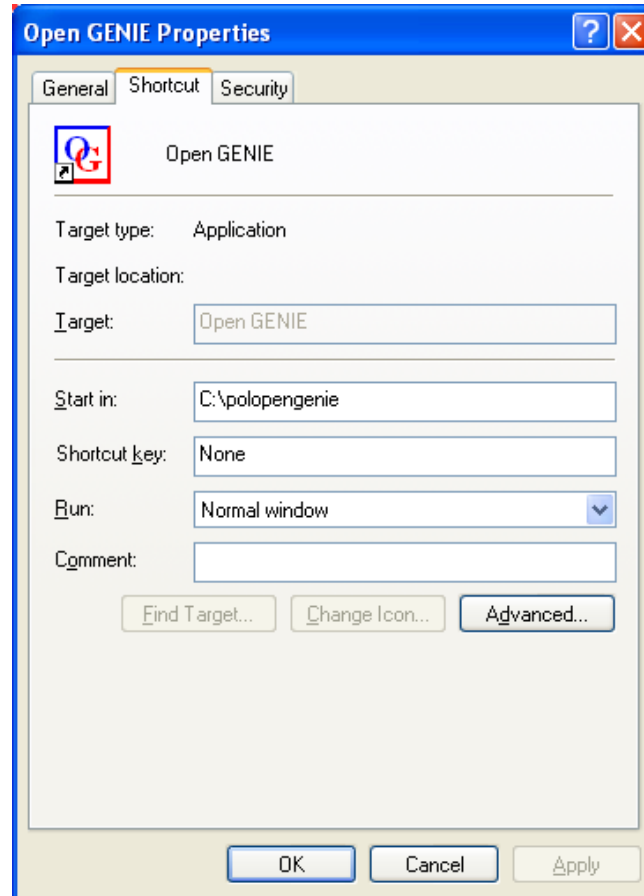 Open GENIE Properties
General Shortcut Security
OG Open GENIE
Target type: Application
Target location:
Target: Open GENIE
Start in: C:\polopengenie
Shortcut key: None
Run: Normal window
Comment:
Find Target... Change Icon... Advanced...
OK Cancel Apply